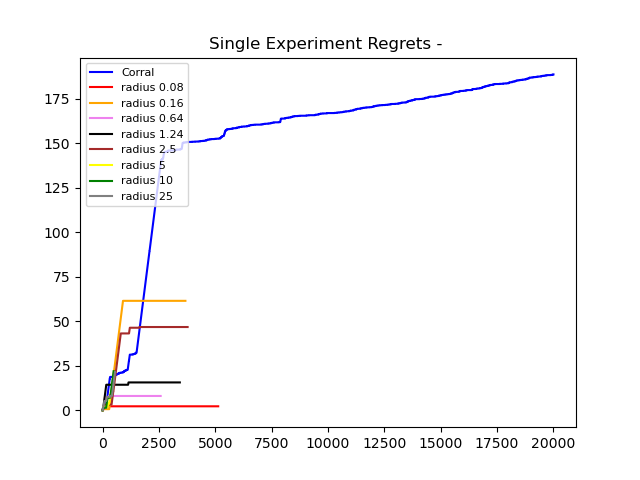 Single Experiment Regrets -
Corral
radius 0.08
radius 0.16
radius 0.64
radius 1.24
radius 2.5
radius 5
radius 10
radius 25
175
150
125
100
75
50
25
0
0 2500 5000 7500 10000 12500 15000 17500 20000